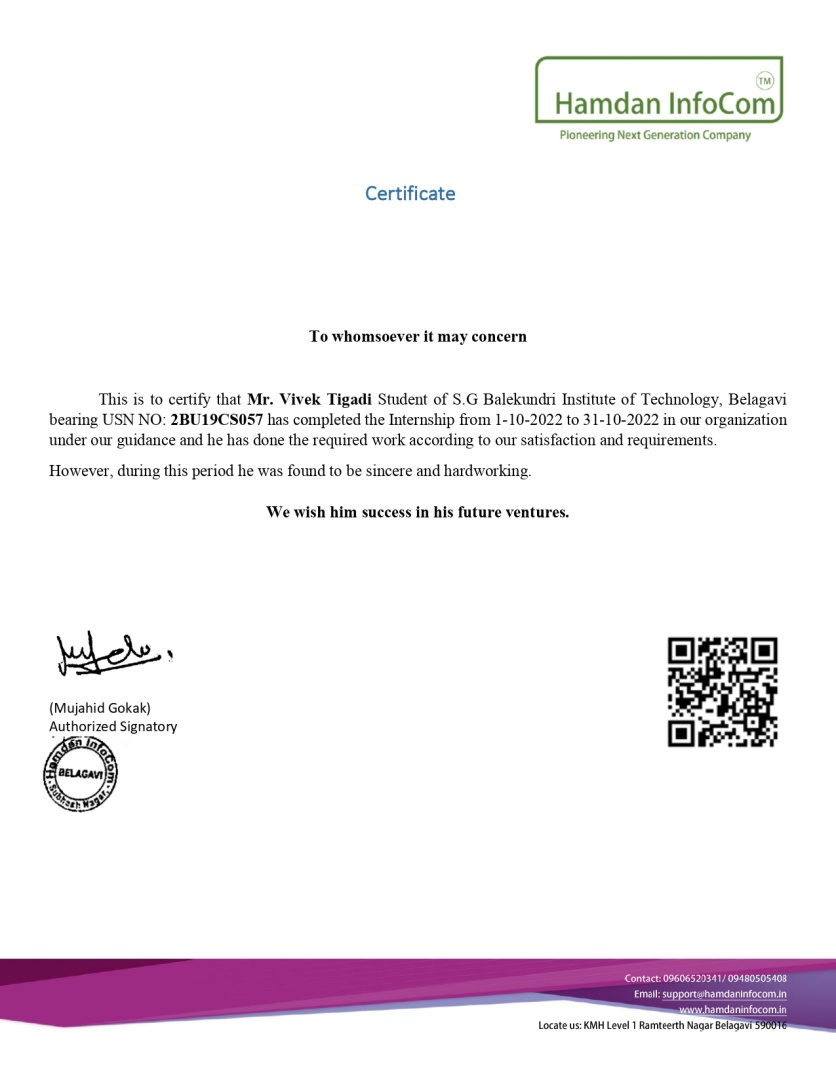 TM
Hamdan InfoCom
Pioneering Next Generation Company
Certificate
To whomsoever it may concern
This is to certify that Mr. Vivek Tigadi Student of S.G Balekundri Institute of Technology, Belagavi
bearing USN NO: 2BU19CS057 has completed the Internship from 1-10-2022 to 31-10-2022 in our organization
under our guidance and he has done the required work according to our satisfaction and requirements.
However, during this period he was found to be sincere and hardworking.
We wish him success in his future ventures.
(Mujahid Gokak)
Authorized Signatory
Hamdan InfoCom
BELAGAVI
Subhash Nagar,
Contact: 09606520341/ 09480505408
Email: support@hamdaninfocom.in
www.hamdaninfocom.in
Locate us: KMH Level 1 Ramteerth Nagar Belagavi 590016